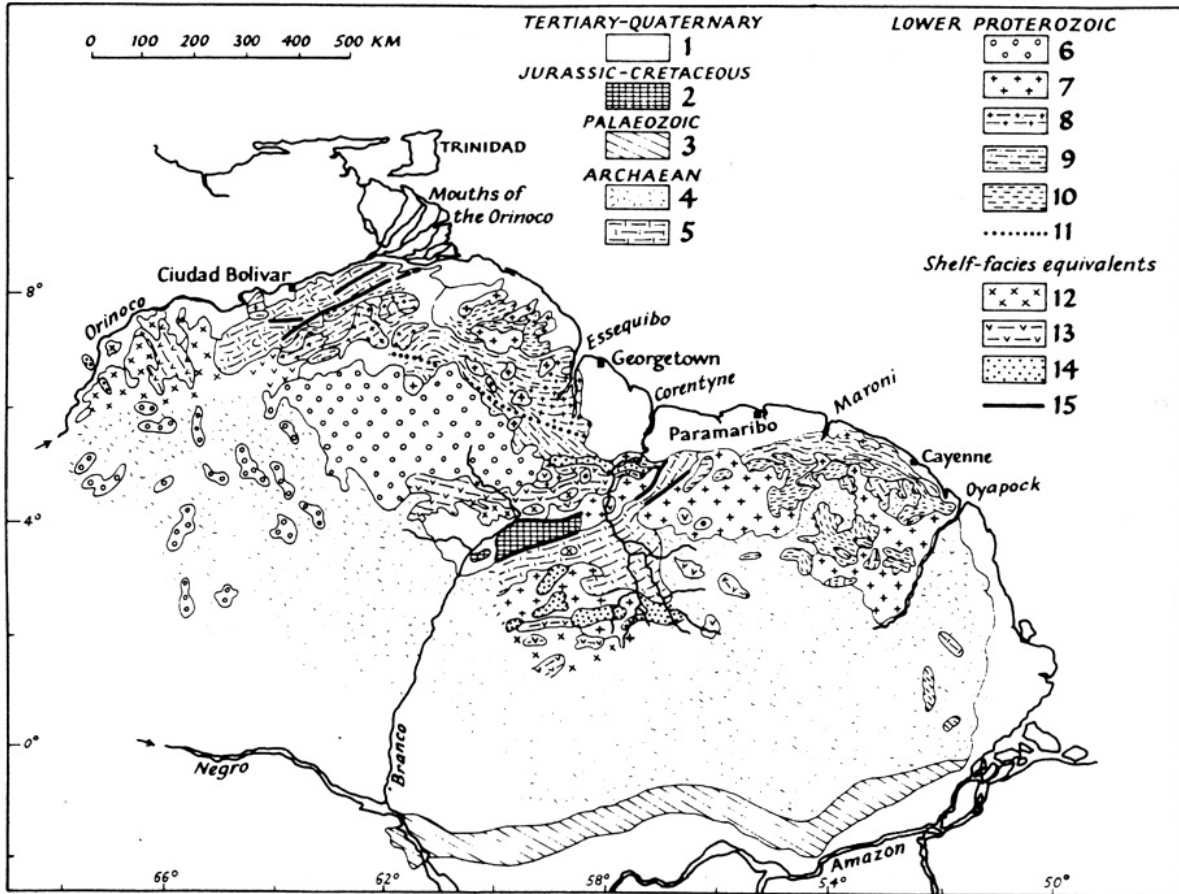 0 100 200 300 400 500 KM
TERTIARY-QUATERNARY
1
JURASSIC-CRETACEOUS
2
PALAEOZOIC
3
ARCHAEAN
4
5
LOWER PROTEROZOIC
6
7
8
9
10
11
Shelf-facies equivalents
12
13
14
15
TRINIDAD
Mouths of
the Orinoco
Ciudad Bolivar
8°
Orinoco
Essequibo
Georgetown
Corentyne
Maroni
Paramaribo
Cayenne
Oyapock
4°
0°
Negro
Branco
Amazon
66°
62°
58°
54°
50°